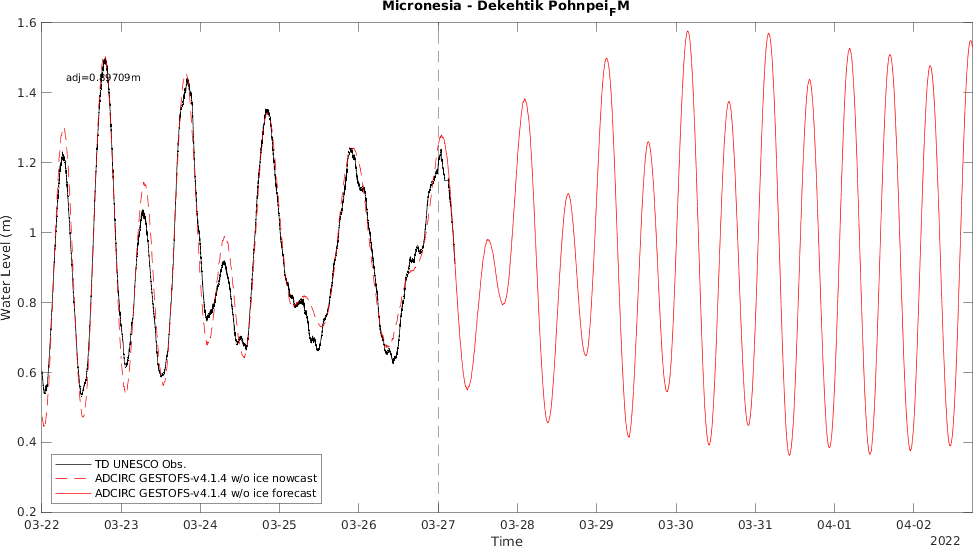 Micronesia - Dekehtik Pohnpei_FM
1.6
adj=0.89709m
1.4
1.2
1
0.8
0.6
0.4
0.2
Water Level (m)
TD UNESCO Obs.
ADCIRC GESTOFS-v4.1.4 w/o ice nowcast
ADCIRC GESTOFS-v4.1.4 w/o ice forecast
03-22 03-23 03-24 03-25 03-26 03-27 03-28 03-29 03-30 03-31 04-01 04-02
Time
2022